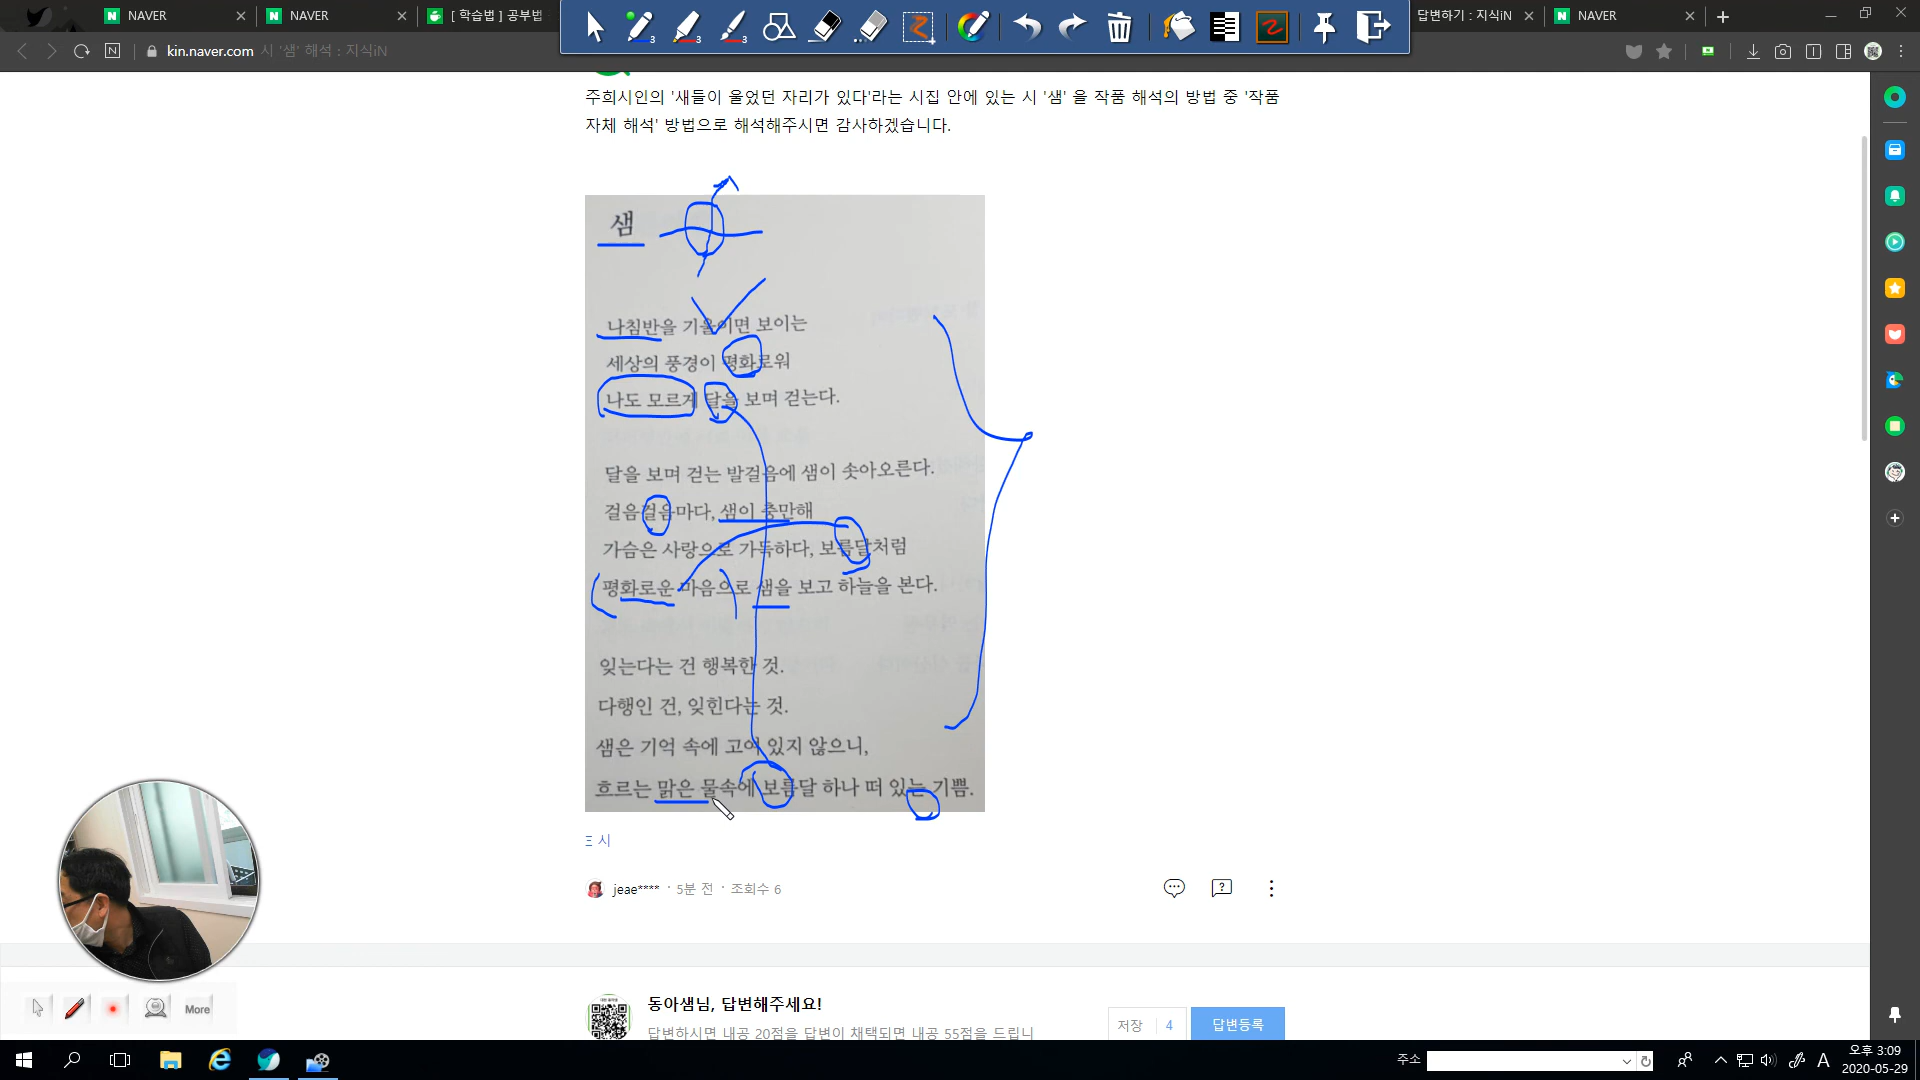 NAVER
NAVER
[ 학습법 ] 공부법
답변하기 : 지식iN
NAVER
kin.naver.com 시 '샘' 해석 : 지식iN
주희시인의 '새들이 울었던 자리가 있다'라는 시집 안에 있는 시 '샘' 을 작품 해석의 방법 중 '작품
자체 해석' 방법으로 해석해주시면 감사하겠습니다.
샘
나침반을 기울이면 보이는
세상의 풍경이 평화로워
나도 모르게 달을 보며 걷는다.
달을 보며 걷는 발걸음에 샘이 솟아오른다.
걸음걸음마다, 샘이 충만해
가슴은 사랑으로 가득하다, 보름달처럼
평화로운 마음으로 샘을 보고 하늘을 본다.
잊는다는 건 행복한 것.
다행인 건, 잊힌다는 것.
샘은 기억 속에 고여 있지 않으니,
흐르는 맑은 물속에 보름달 하나 떠 있는 기쁨.
시
jeae**** · 5분 전 · 조회수 6
동아샘님, 답변해주세요!
답변하시면 내공 20점을 답변이 채택되면 내공 55점을 드립니
저장 4
답변등록
More
주소
A
오후 3:09
2020-05-29